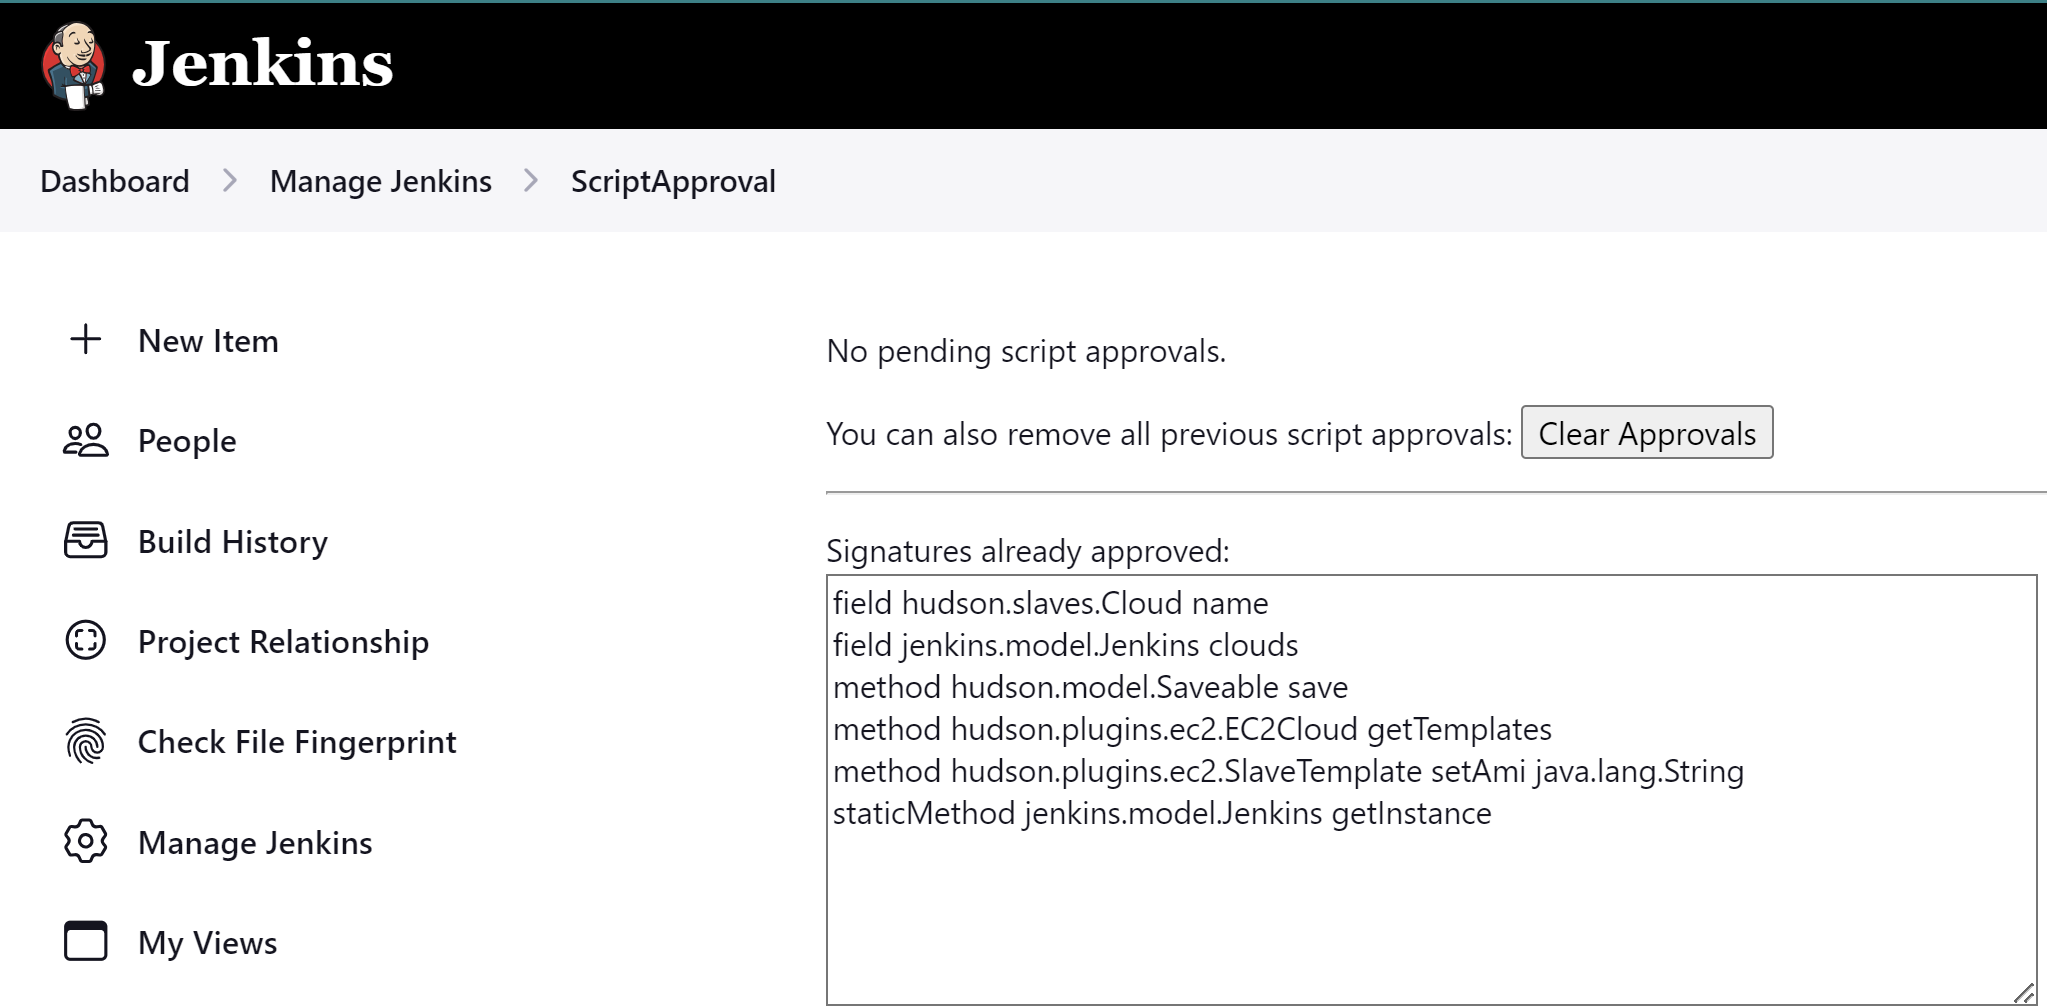 Jenkins
Dashboard
Manage Jenkins
ScriptApproval
New Item
People
Build History
Project Relationship
Check File Fingerprint
Manage Jenkins
My Views
No pending script approvals.
You can also remove all previous script approvals: Clear Approvals
Signatures already approved:
field hudson.slaves.Cloud name
field jenkins.model.Jenkins clouds
method hudson.model.Saveable save
method hudson.plugins.ec2.EC2Cloud getTemplates
method hudson.plugins.ec2.SlaveTemplate setAmi java.lang.String
staticMethod jenkins.model.Jenkins getInstance